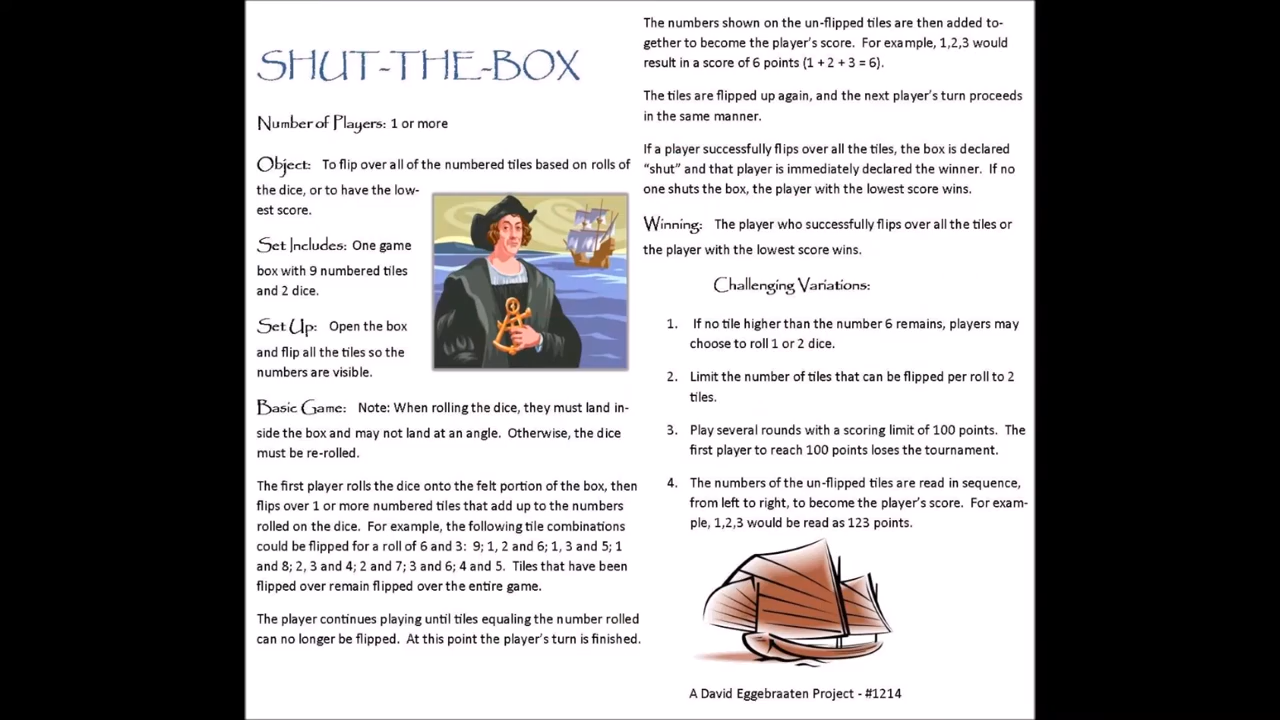 SHUT-THE-BOX
Number of Players: 1 or more
Object: To flip over all of the numbered tiles based on rolls of
the dice, or to have the low-
est score.
Set Includes: One game
box with 9 numbered tiles
and 2 dice.
Set Up: Open the box
and flip all the tiles so the
numbers are visible.
Basic Game: Note: When rolling the dice, they must land in-
side the box and may not land at an angle. Otherwise, the dice
must be re-rolled.
The first player rolls the dice onto the felt portion of the box, then
flips over 1 or more numbered tiles that add up to the numbers
rolled on the dice. For example, the following tile combinations
could be flipped for a roll of 6 and 3: 9; 1, 2 and 6; 1, 3 and 5; 1
and 8; 2, 3 and 4; 2 and 7; 3 and 6; 4 and 5. Tiles that have been
flipped over remain flipped over the entire game.
The player continues playing until tiles equaling the number rolled
can no longer be flipped. At this point the player's turn is finished.
The numbers shown on the un-flipped tiles are then added to-
gether to become the player's score. For example, 1,2,3 would
result in a score of 6 points (1 + 2 + 3 = 6).
The tiles are flipped up again, and the next player's turn proceeds
in the same manner.
If a player successfully flips over all the tiles, the box is declared
“shut” and that player is immediately declared the winner. If no
one shuts the box, the player with the lowest score wins.
Winning: The player who successfully flips over all the tiles or
the player with the lowest score wins.
Challenging Variations:
1. If no tile higher than the number 6 remains, players may
choose to roll 1 or 2 dice.
2. Limit the number of tiles that can be flipped per roll to 2
tiles.
3. Play several rounds with a scoring limit of 100 points. The
first player to reach 100 points loses the tournament.
4. The numbers of the un-flipped tiles are read in sequence,
from left to right, to become the player's score. For exam-
ple, 1,2,3 would be read as 123 points.
A David Eggebraaten Project - #1214